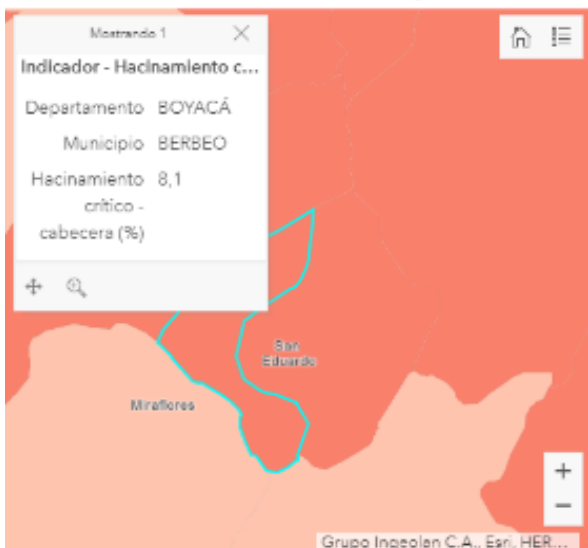 Mostrando 1
Indicador - Hacinamiento c...
Departamento BOYACÁ
Municipio BERBEO
Hacinamiento 8,1
crítico -
cabecera (%)
San
Eduardo
Miraflores
+
−
Grupo Ingeolan C.A., Esri, HER...